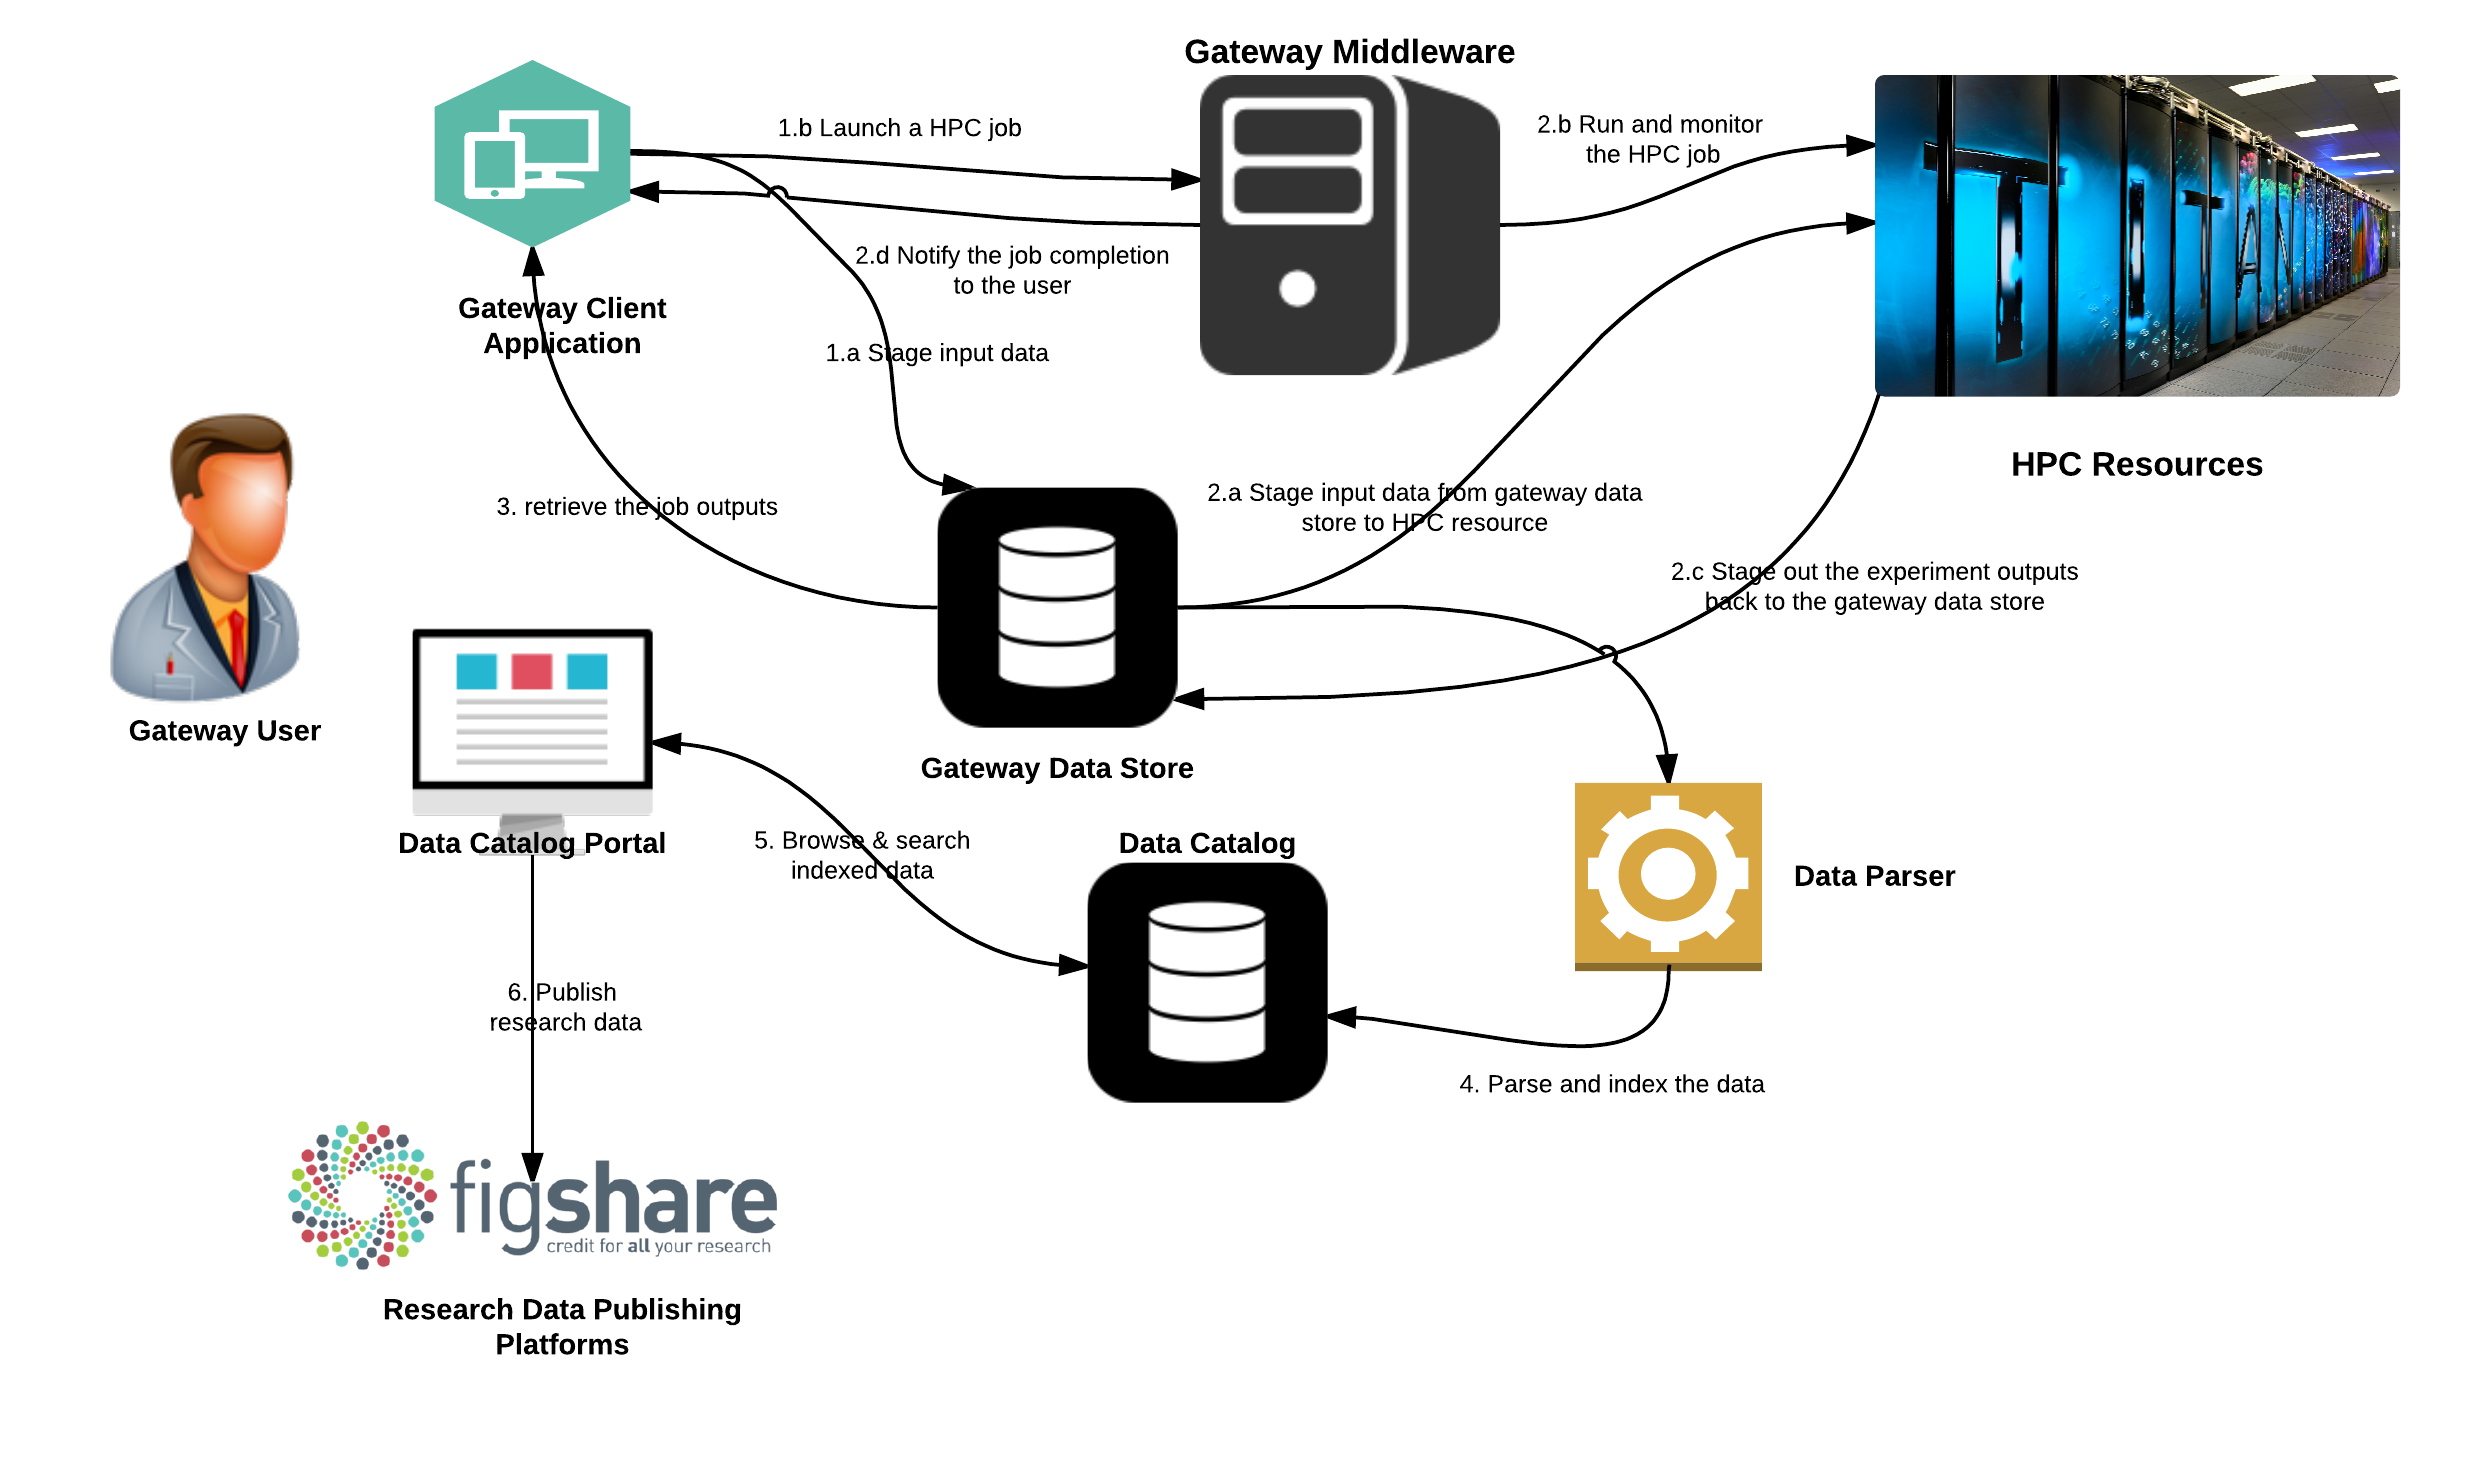 Gateway Middleware
1.b Launch a HPC job
2.b Run and monitor
the HPC job
TITAN
2.d Notify the job completion
to the user
Gateway Client
Application
1.a Stage input data
HPC Resources
3. retrieve the job outputs
2.a Stage input data from gateway data
store to HPC resource
2.c Stage out the experiment outputs
back to the gateway data store
Gateway User
Gateway Data Store
Data Catalog Portal
5. Browse & search
indexed data
Data Catalog
Data Parser
6. Publish
research data
4. Parse and index the data
figshare
credit for all your research
Research Data Publishing
Platforms